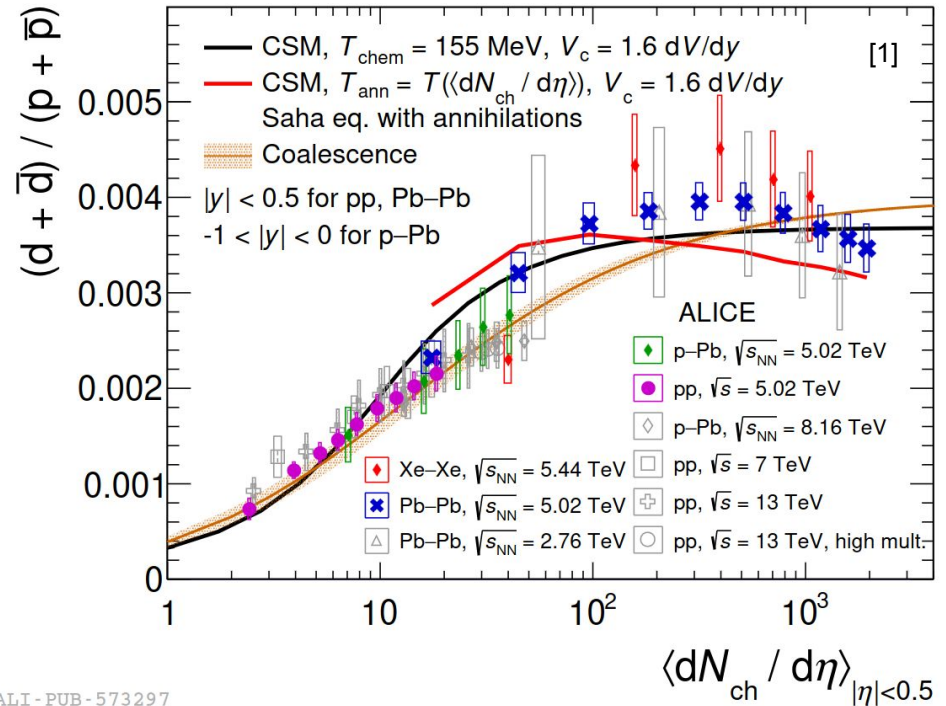 (d + d̅) / (p + p̅)
CSM, T_chem = 155 MeV, V_c = 1.6 dV/dy
[1]
CSM, T_ann = T(⟨dN_ch / dη⟩), V_c = 1.6 dV/dy
Saha eq. with annihilations
Coalescence
|y| < 0.5 for pp, Pb–Pb
-1 < |y| < 0 for p–Pb
0.005
0.004
0.003
0.002
0.001
0
ALICE
p–Pb, √s_NN = 5.02 TeV
pp, √s = 5.02 TeV
p–Pb, √s_NN = 8.16 TeV
pp, √s = 7 TeV
pp, √s = 13 TeV
pp, √s = 13 TeV, high mult.
Xe–Xe, √s_NN = 5.44 TeV
Pb–Pb, √s_NN = 5.02 TeV
Pb–Pb, √s_NN = 2.76 TeV
1 10 10² 10³
⟨dN_ch / dη⟩_|η|<0.5
ALI-PUB-573297